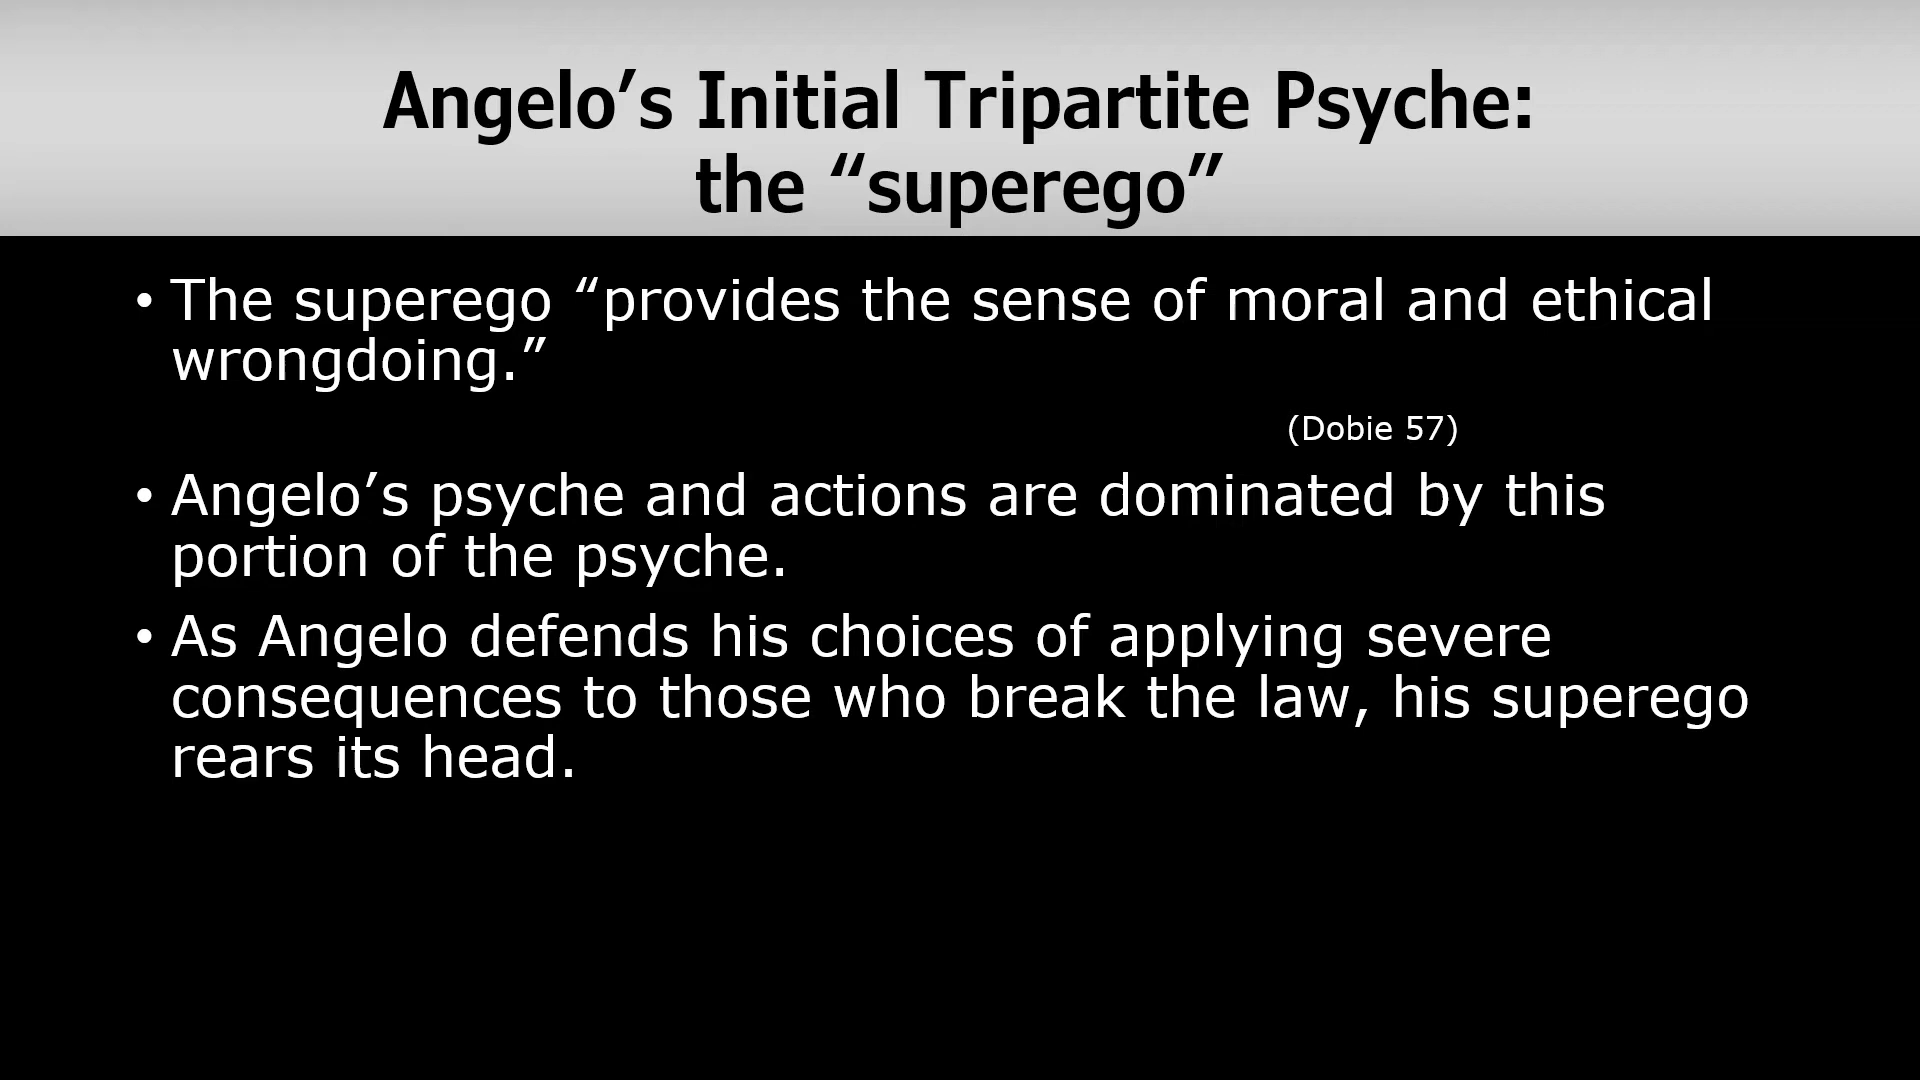 Angelo’s Initial Tripartite Psyche:
the “superego”
• The superego “provides the sense of moral and ethical
wrongdoing.”
(Dobie 57)
• Angelo’s psyche and actions are dominated by this
portion of the psyche.
• As Angelo defends his choices of applying severe
consequences to those who break the law, his superego
rears its head.